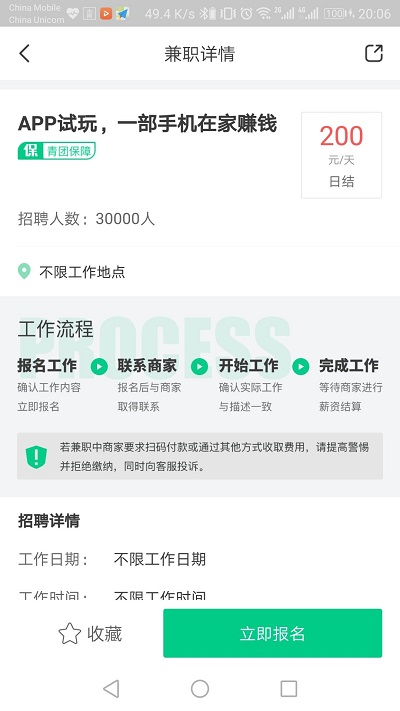 China Mobile
China Unicom
49.4 K/s
100
20:06
兼职详情
APP试玩，一部手机在家赚钱
保 青团保障
200
元/天
日结
招聘人数：30000人
不限工作地点
PROCESS
工作流程
报名工作 联系商家 开始工作 完成工作
确认工作内容 报名后与商家 确认实际工作 等待商家进行
立即报名 取得联系 与描述一致 薪资结算
若兼职中商家要求扫码付款或通过其他方式收取费用，请提高警惕
并拒绝缴纳，同时向客服投诉。
招聘详情
工作日期： 不限工作日期
工作时间： 不限工作时间
收藏
立即报名